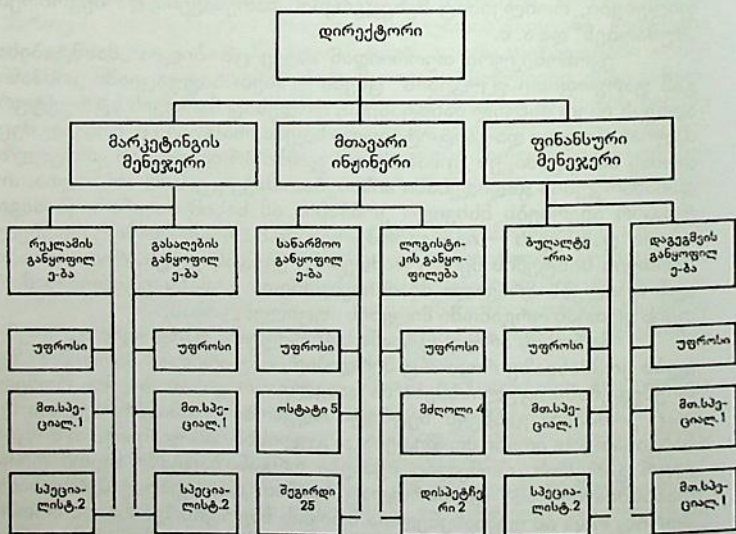 დირექტორი
მარკეტინგის
მენეჯერი
მთავარი
ინჟინერი
ფინანსური
მენეჯერი
რეკლამის
განყოფილ
ე-ბა
გასაღების
განყოფილ
ე-ბა
საწარმოო
განყოფილ
ე-ბა
ლოგისტი-
კის განყო-
ფილება
ბუღალტე
-რია
დაგეგმვის
განყოფილ
ე-ბა
უფროსი
უფროსი
უფროსი
უფროსი
უფროსი
უფროსი
მთ.სპე-
ციალ.1
მთ.სპე-
ციალ.1
ოსტატი 5
მძღოლი 4
მთ.სპე-
ციალ.1
მთ.სპე-
ციალ.1
სპეცია-
ლისტ.2
სპეცია-
ლისტ.2
შეგირდი
25
დისპეტჩე
რი 2
სპეცია-
ლისტ.2
მთ.სპე-
ციალ.1